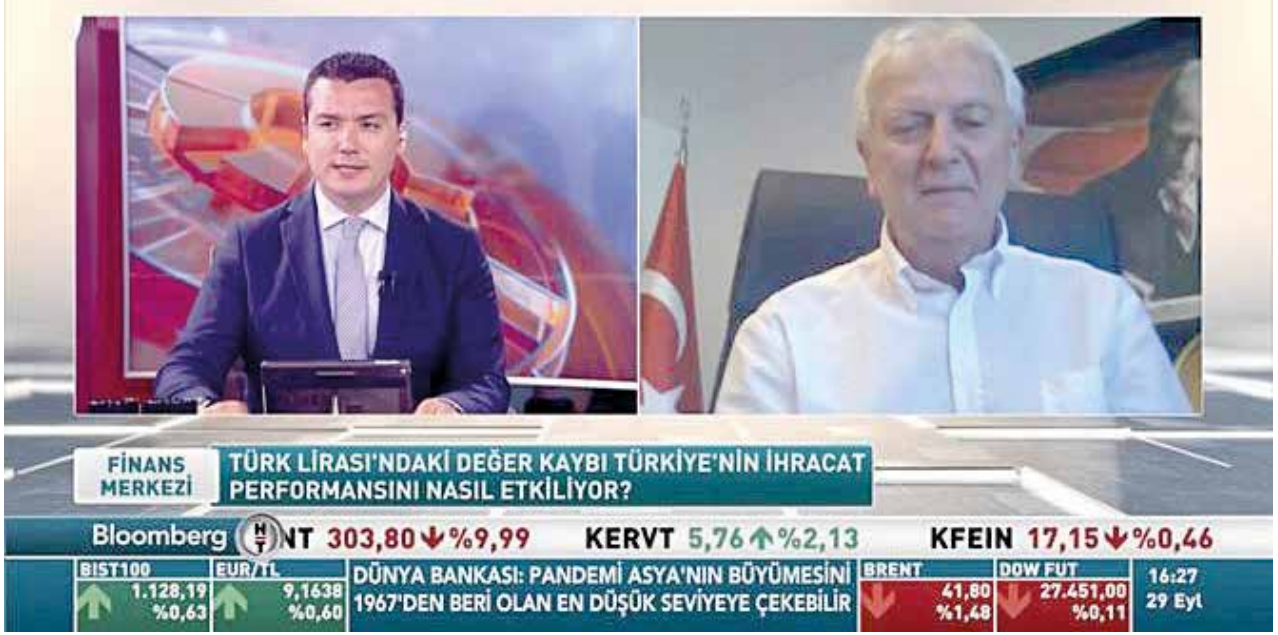 FİNANS
MERKEZİ
TÜRK LİRASI'NDAKİ DEĞER KAYBI TÜRKİYE'NİN İHRACAT
PERFORMANSINI NASIL ETKİLİYOR?
Bloomberg HT NT 303,80 %9,99 KERVT 5,76 %2,13 KFEIN 17,15 %0,46
BIST100
1.128,19
%0,63
EUR/TL
9,1638
%0,60
DÜNYA BANKASI: PANDEMİ ASYA'NIN BÜYÜMESİNİ
1967'DEN BERİ OLAN EN DÜŞÜK SEVİYEYE ÇEKEBİLİR
BRENT
41,80
%1,48
DOW FUT
27.451,00
%0,11
16:27
29 Eyl